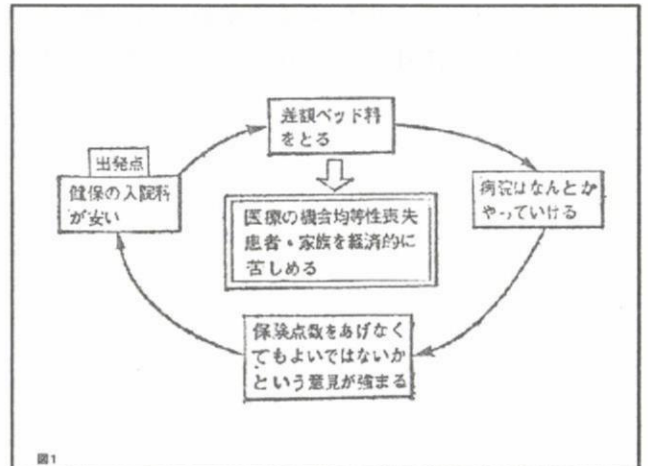 差額ベッド料
をとる
出発点
健保の入院料
が安い
病院はなんとか
やっていける
医療の機会均等性喪失
患者・家族を経済的に
苦しめる
保険点数をあげなく
てもよいではないか
という意見が強まる
図1